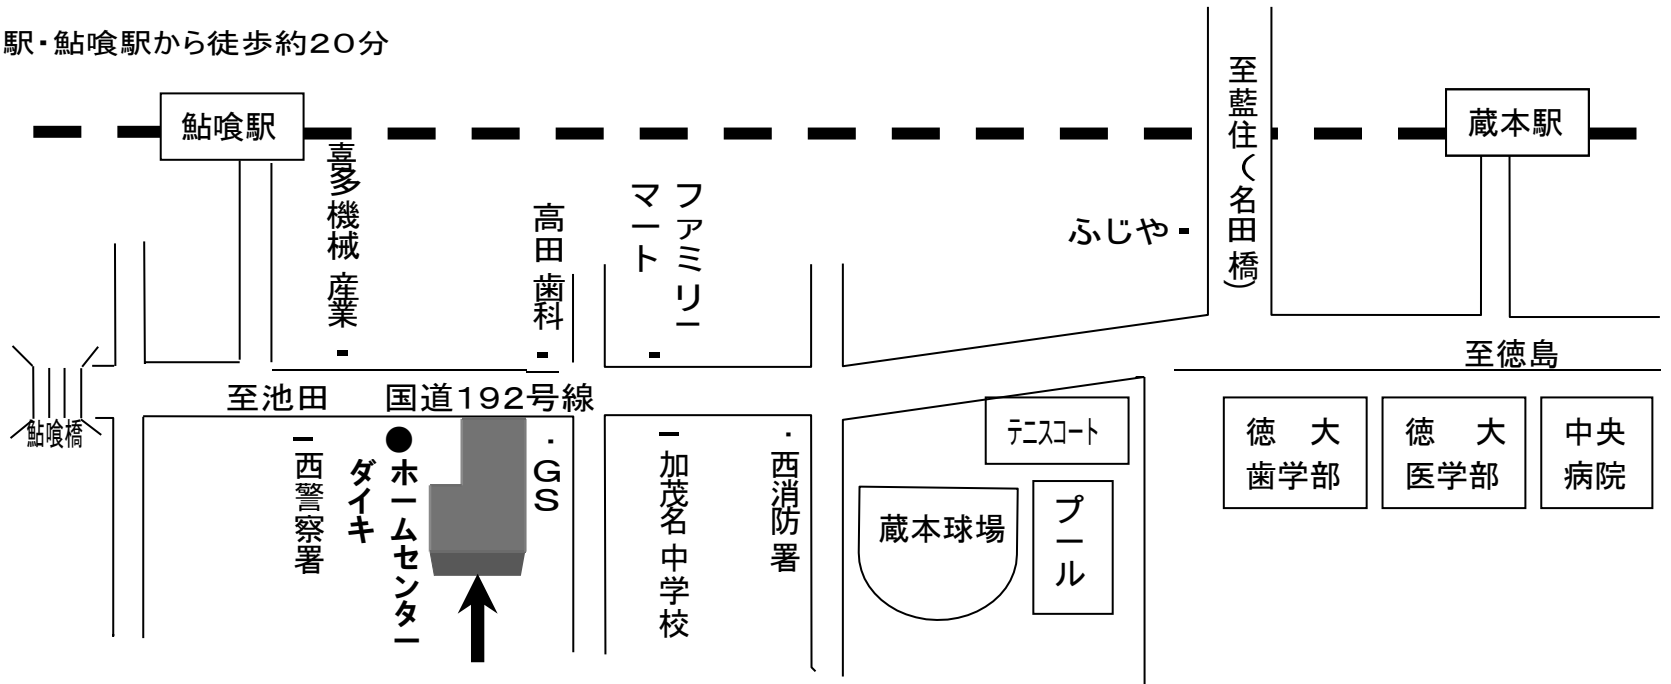 駅・鮎喰駅から徒歩約20分
鮎喰駅
蔵本駅
至藍住(名田橋)
喜多機械産業
高田歯科
ファミリー
マート
ふじや
至徳島
至池田
国道192号線
鮎喰橋
西警察署
ホームセンター
ダイキ
GS
加茂名中学校
西消防署
テニスコート
蔵本球場
プール
徳 大
歯学部
徳 大
医学部
中央
病院